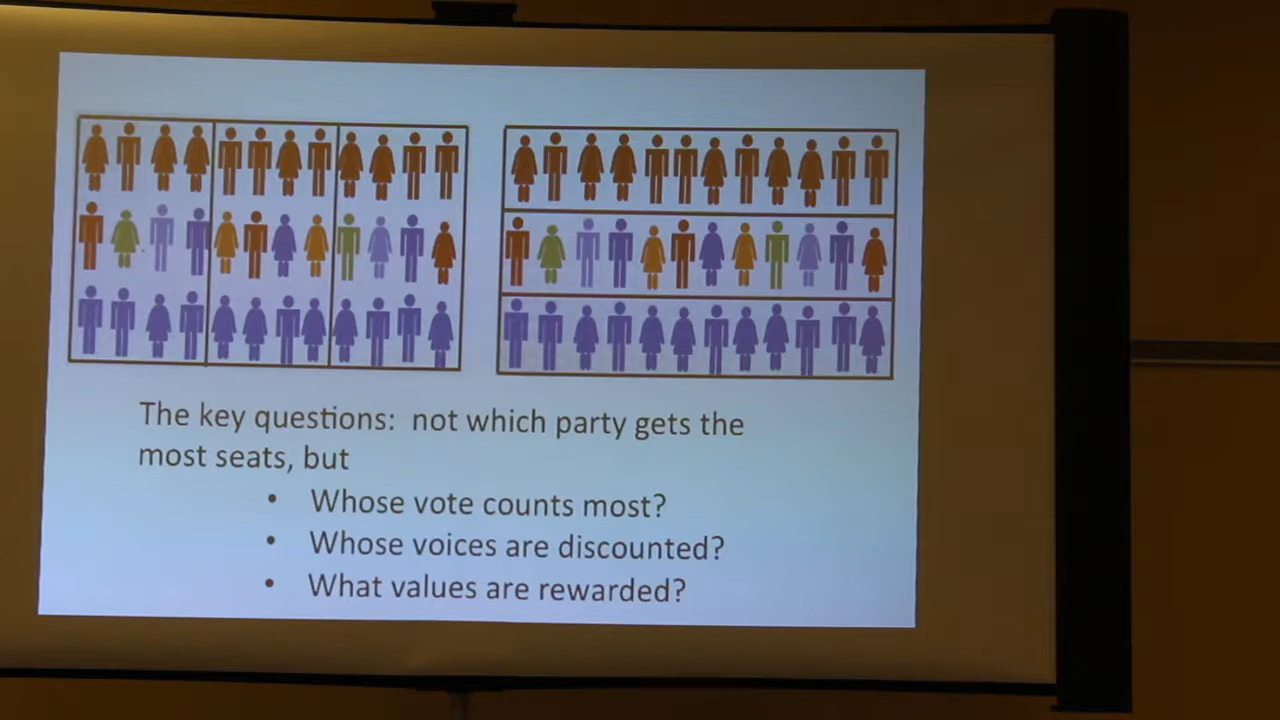 The key questions:  not which party gets the
most seats, but
• Whose vote counts most?
• Whose voices are discounted?
• What values are rewarded?